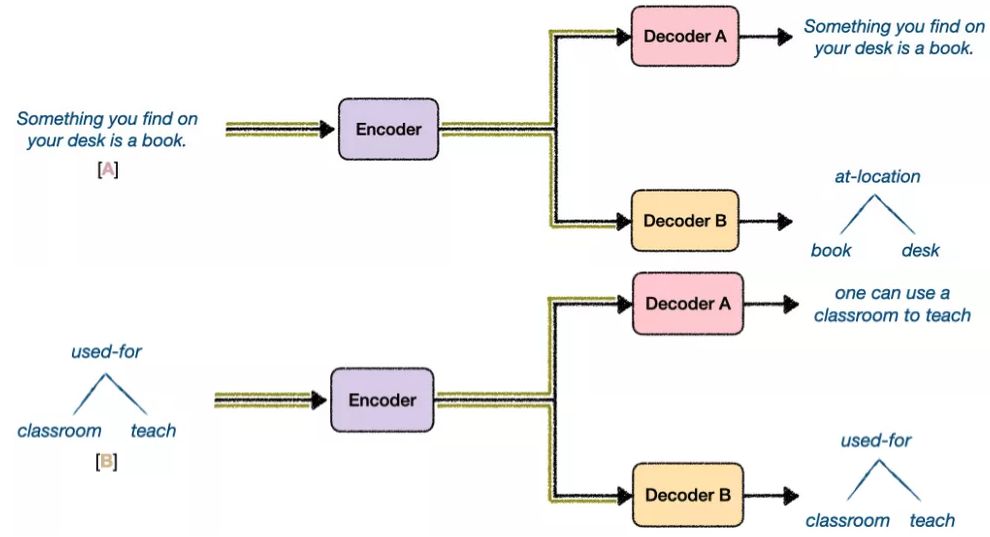 Something you find on
your desk is a book.
[A]
Encoder
Decoder A
Something you find on
your desk is a book.
Decoder B
at-location
book
desk
used-for
classroom
teach
[B]
Encoder
Decoder A
one can use a
classroom to teach
Decoder B
used-for
classroom
teach